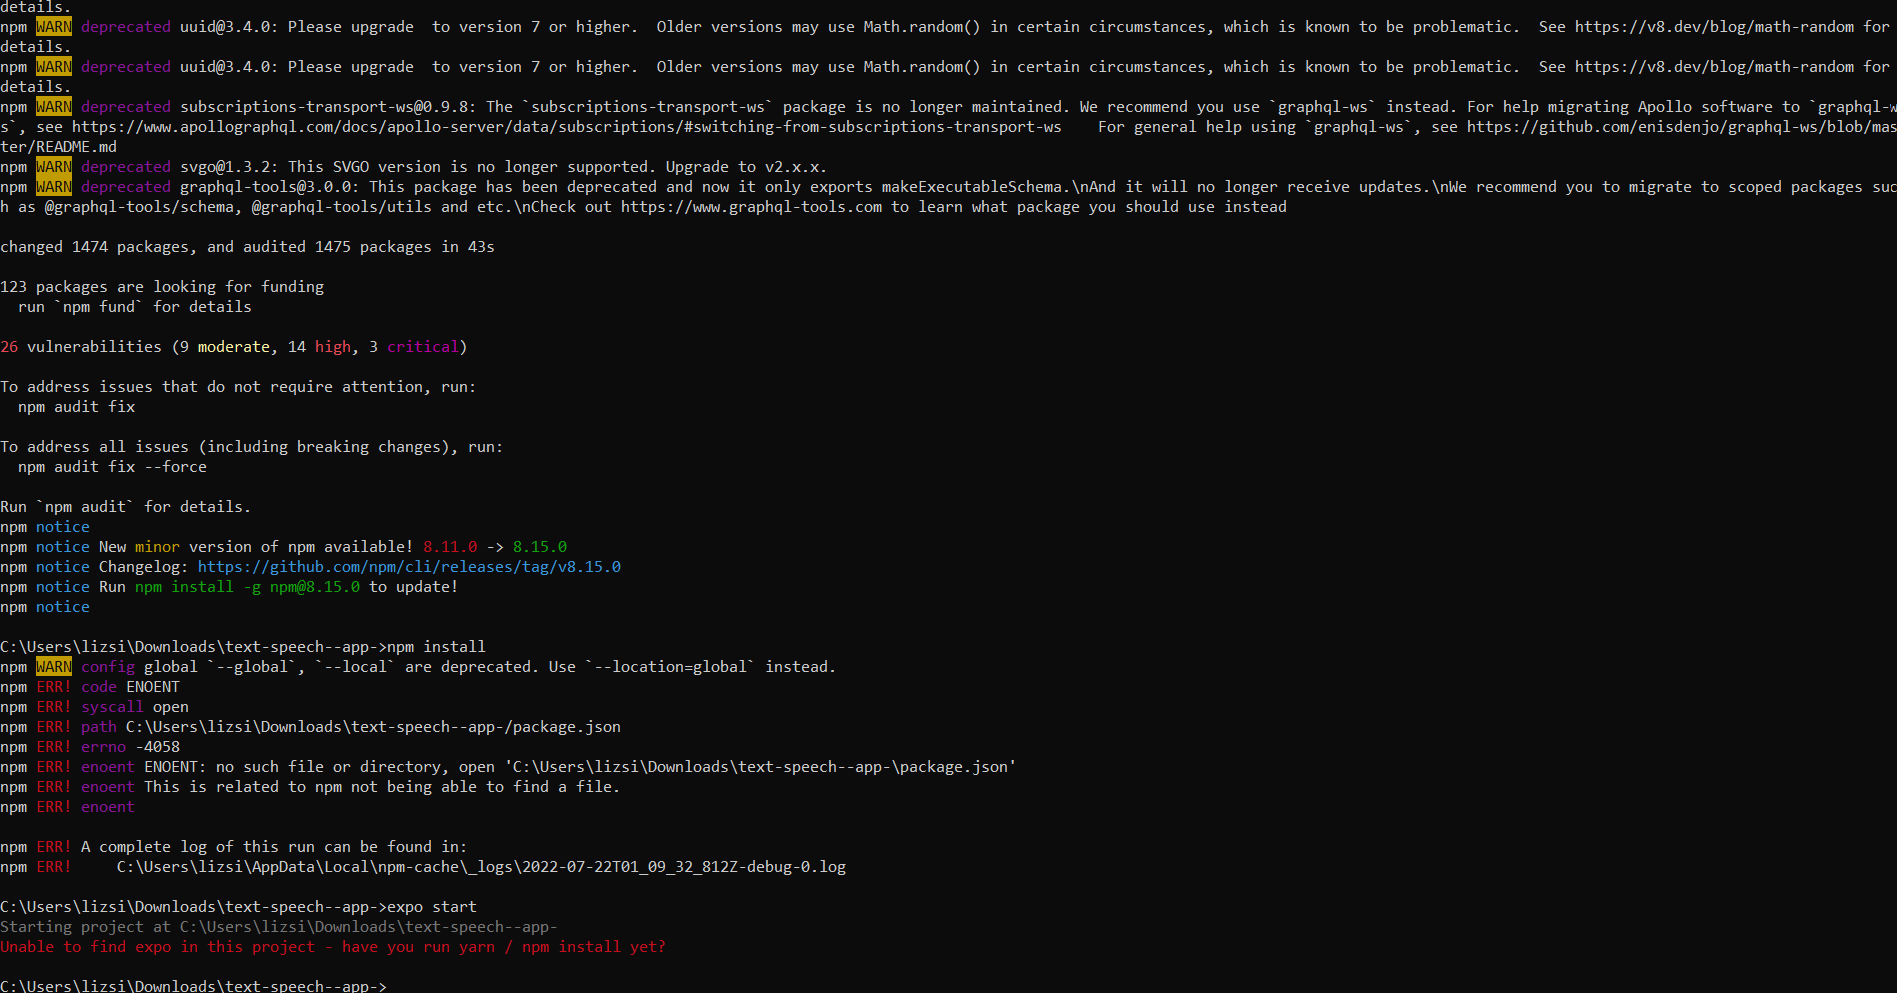 details.
npm WARN deprecated uuid@3.4.0: Please upgrade  to version 7 or higher.  Older versions may use Math.random() in certain circumstances, which is known to be problematic.  See https://v8.dev/blog/math-random for
details.
npm WARN deprecated uuid@3.4.0: Please upgrade  to version 7 or higher.  Older versions may use Math.random() in certain circumstances, which is known to be problematic.  See https://v8.dev/blog/math-random for
details.
npm WARN deprecated subscriptions-transport-ws@0.9.8: The `subscriptions-transport-ws` package is no longer maintained. We recommend you use `graphql-ws` instead. For help migrating Apollo software to `graphql-w
s`, see https://www.apollographql.com/docs/apollo-server/data/subscriptions/#switching-from-subscriptions-transport-ws    For general help using `graphql-ws`, see https://github.com/enisdenjo/graphql-ws/blob/mas
ter/README.md
npm WARN deprecated svgo@1.3.2: This SVGO version is no longer supported. Upgrade to v2.x.x.
npm WARN deprecated graphql-tools@3.0.0: This package has been deprecated and now it only exports makeExecutableSchema.\nAnd it will no longer receive updates.\nWe recommend you to migrate to scoped packages suc
h as @graphql-tools/schema, @graphql-tools/utils and etc.\nCheck out https://www.graphql-tools.com to learn what package you should use instead
changed 1474 packages, and audited 1475 packages in 43s
123 packages are looking for funding
  run `npm fund` for details
26 vulnerabilities (9 moderate, 14 high, 3 critical)
To address issues that do not require attention, run:
  npm audit fix
To address all issues (including breaking changes), run:
  npm audit fix --force
Run `npm audit` for details.
npm notice
npm notice New minor version of npm available! 8.11.0 -> 8.15.0
npm notice Changelog: https://github.com/npm/cli/releases/tag/v8.15.0
npm notice Run npm install -g npm@8.15.0 to update!
npm notice
C:\Users\lizsi\Downloads\text-speech--app->npm install
npm WARN config global `--global`, `--local` are deprecated. Use `--location=global` instead.
npm ERR! code ENOENT
npm ERR! syscall open
npm ERR! path C:\Users\lizsi\Downloads\text-speech--app-/package.json
npm ERR! errno -4058
npm ERR! enoent ENOENT: no such file or directory, open 'C:\Users\lizsi\Downloads\text-speech--app-\package.json'
npm ERR! enoent This is related to npm not being able to find a file.
npm ERR! enoent
npm ERR! A complete log of this run can be found in:
npm ERR!     C:\Users\lizsi\AppData\Local\npm-cache\_logs\2022-07-22T01_09_32_812Z-debug-0.log
C:\Users\lizsi\Downloads\text-speech--app->expo start
Starting project at C:\Users\lizsi\Downloads\text-speech--app-
Unable to find expo in this project - have you run yarn / npm install yet?
C:\Users\lizsi\Downloads\text-speech--app->